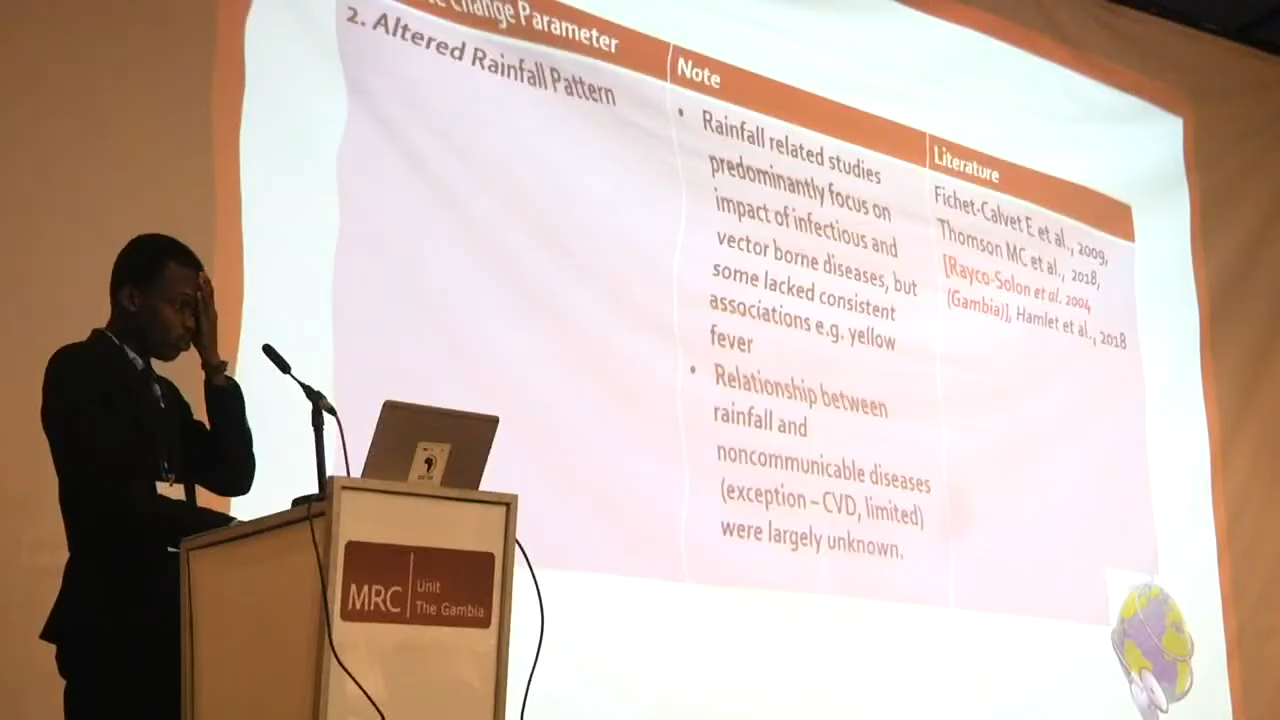 Change Parameter
Note
Literature
2. Altered Rainfall Pattern
• Rainfall related studies
predominantly focus on
impact of infectious and
vector borne diseases, but
some lacked consistent
associations e.g. yellow
fever
• Relationship between
rainfall and
noncommunicable diseases
(exception – CVD, limited)
were largely unknown.
Fichet-Calvet E et al., 2009,
Thomson MC et al., 2018,
[Rayco-Solon et al. 2004
(Gambia)], Hamlet et al., 2018
MRC
Unit
The Gambia